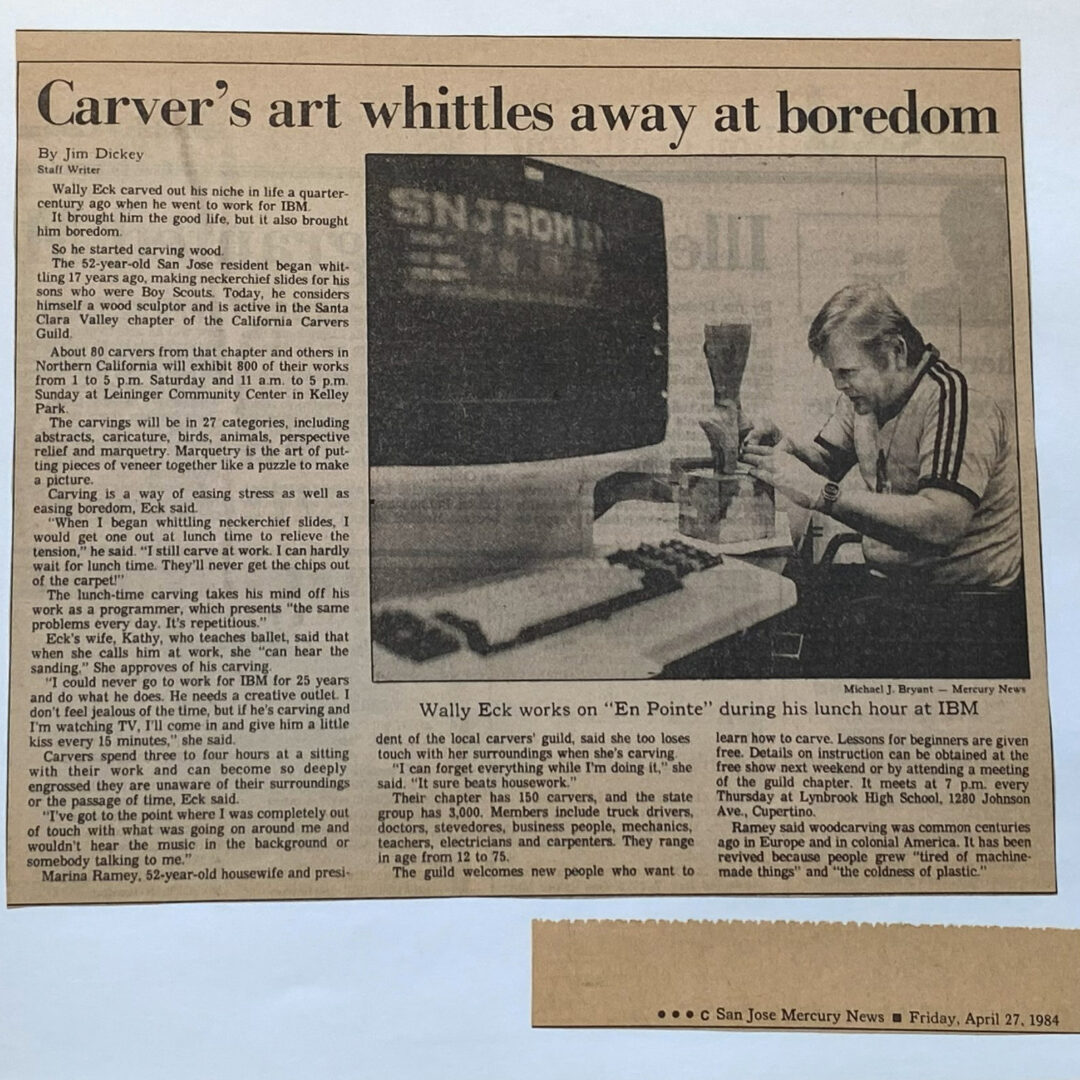 Carver's art whittles away at boredom
By Jim Dickey
Staff Writer
Wally Eck carved out his niche in life a quarter-
century ago when he went to work for IBM.
It brought him the good life, but it also brought
him boredom.
So he started carving wood.
The 52-year-old San Jose resident began whit-
tling 17 years ago, making neckerchief slides for his
sons who were Boy Scouts. Today, he considers
himself a wood sculptor and is active in the Santa
Clara Valley chapter of the California Carvers
Guild.
About 80 carvers from that chapter and others in
Northern California will exhibit 800 of their works
from 1 to 5 p.m. Saturday and 11 a.m. to 5 p.m.
Sunday at Leininger Community Center in Kelley
Park.
The carvings will be in 27 categories, including
abstracts, caricature, birds, animals, perspective
relief and marquetry. Marquetry is the art of put-
ting pieces of veneer together like a puzzle to make
a picture.
Carving is a way of easing stress as well as
easing boredom, Eck said.
"When I began whittling neckerchief slides, I
would get one out at lunch time to relieve the
tension," he said. "I still carve at work. I can hardly
wait for lunch time. They'll never get the chips out
of the carpet!"
The lunch-time carving takes his mind off his
work as a programmer, which presents "the same
problems every day. It's repetitious."
Eck's wife, Kathy, who teaches ballet, said that
when she calls him at work, she "can hear the
sanding." She approves of his carving.
"I could never go to work for IBM for 25 years
and do what he does. He needs a creative outlet. I
don't feel jealous of the time, but if he's carving and
I'm watching TV, I'll come in and give him a little
kiss every 15 minutes," she said.
Carvers spend three to four hours at a sitting
with their work and can become so deeply
engrossed they are unaware of their surroundings
or the passage of time, Eck said.
"I've got to the point where I was completely out
of touch with what was going on around me and
wouldn't hear the music in the background or
somebody talking to me."
Marina Ramey, 52-year-old housewife and presi-
SNJADMIN
Michael J. Bryant — Mercury News
Wally Eck works on "En Pointe" during his lunch hour at IBM
dent of the local carvers' guild, said she too loses
touch with her surroundings when she's carving.
"I can forget everything while I'm doing it," she
said. "It sure beats housework."
Their chapter has 150 carvers, and the state
group has 3,000. Members include truck drivers,
doctors, stevedores, business people, mechanics,
teachers, electricians and carpenters. They range
in age from 12 to 75.
The guild welcomes new people who want to
learn how to carve. Lessons for beginners are given
free. Details on instruction can be obtained at the
free show next weekend or by attending a meeting
of the guild chapter. It meets at 7 p.m. every
Thursday at Lynbrook High School, 1280 Johnson
Ave., Cupertino.
Ramey said woodcarving was common centuries
ago in Europe and in colonial America. It has been
revived because people grew "tired of machine-
made things" and "the coldness of plastic."
• • • C San Jose Mercury News ■ Friday, April 27, 1984